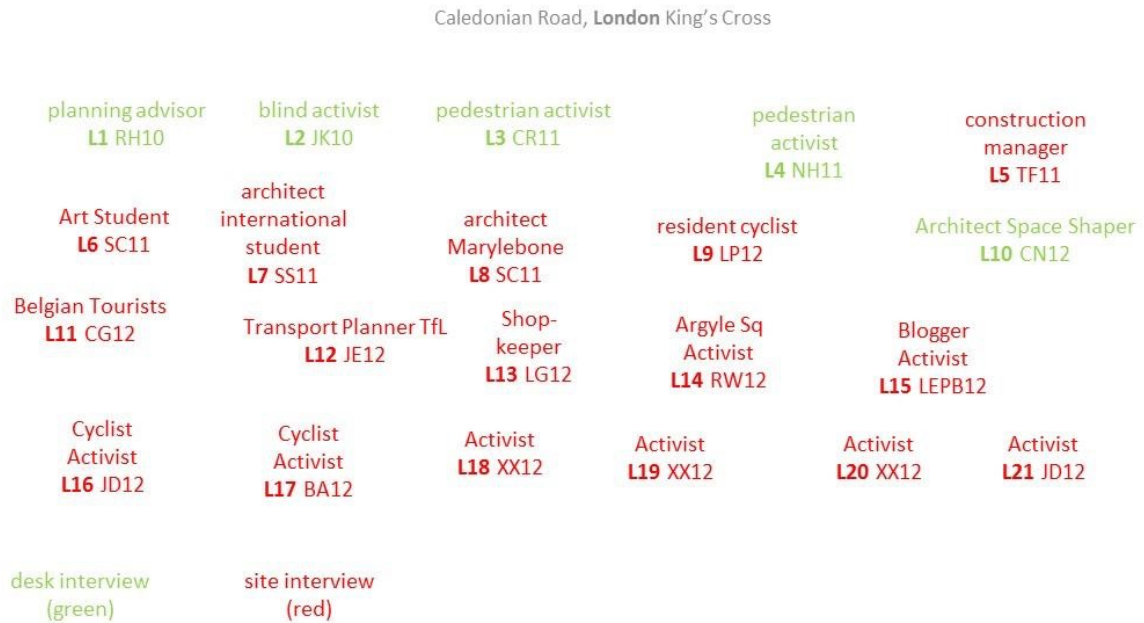 Caledonian Road, London King's Cross
planning advisor
L1 RH10
blind activist
L2 JK10
pedestrian activist
L3 CR11
pedestrian
activist
L4 NH11
construction
manager
L5 TF11
Art Student
L6 SC11
architect
international
student
L7 SS11
architect
Marylebone
L8 SC11
resident cyclist
L9 LP12
Architect Space Shaper
L10 CN12
Belgian Tourists
L11 CG12
Transport Planner TfL
L12 JE12
Shop-
keeper
L13 LG12
Argyle Sq
Activist
L14 RW12
Blogger
Activist
L15 LEPB12
Cyclist
Activist
L16 JD12
Cyclist
Activist
L17 BA12
Activist
L18 XX12
Activist
L19 XX12
Activist
L20 XX12
Activist
L21 JD12
desk interview
(green)
site interview
(red)